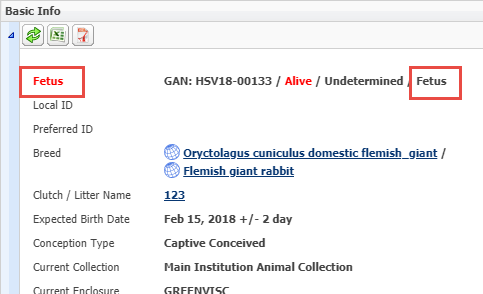 Basic Info
Fetus GAN: HSV18-00133 / Alive / Undetermined / Fetus
Local ID
Preferred ID
Breed Oryctolagus cuniculus domestic flemish_giant /
Flemish giant rabbit
Clutch / Litter Name 123
Expected Birth Date Feb 15, 2018 +/- 2 day
Conception Type Captive Conceived
Current Collection Main Institution Animal Collection
Current Enclosure GREENVISC